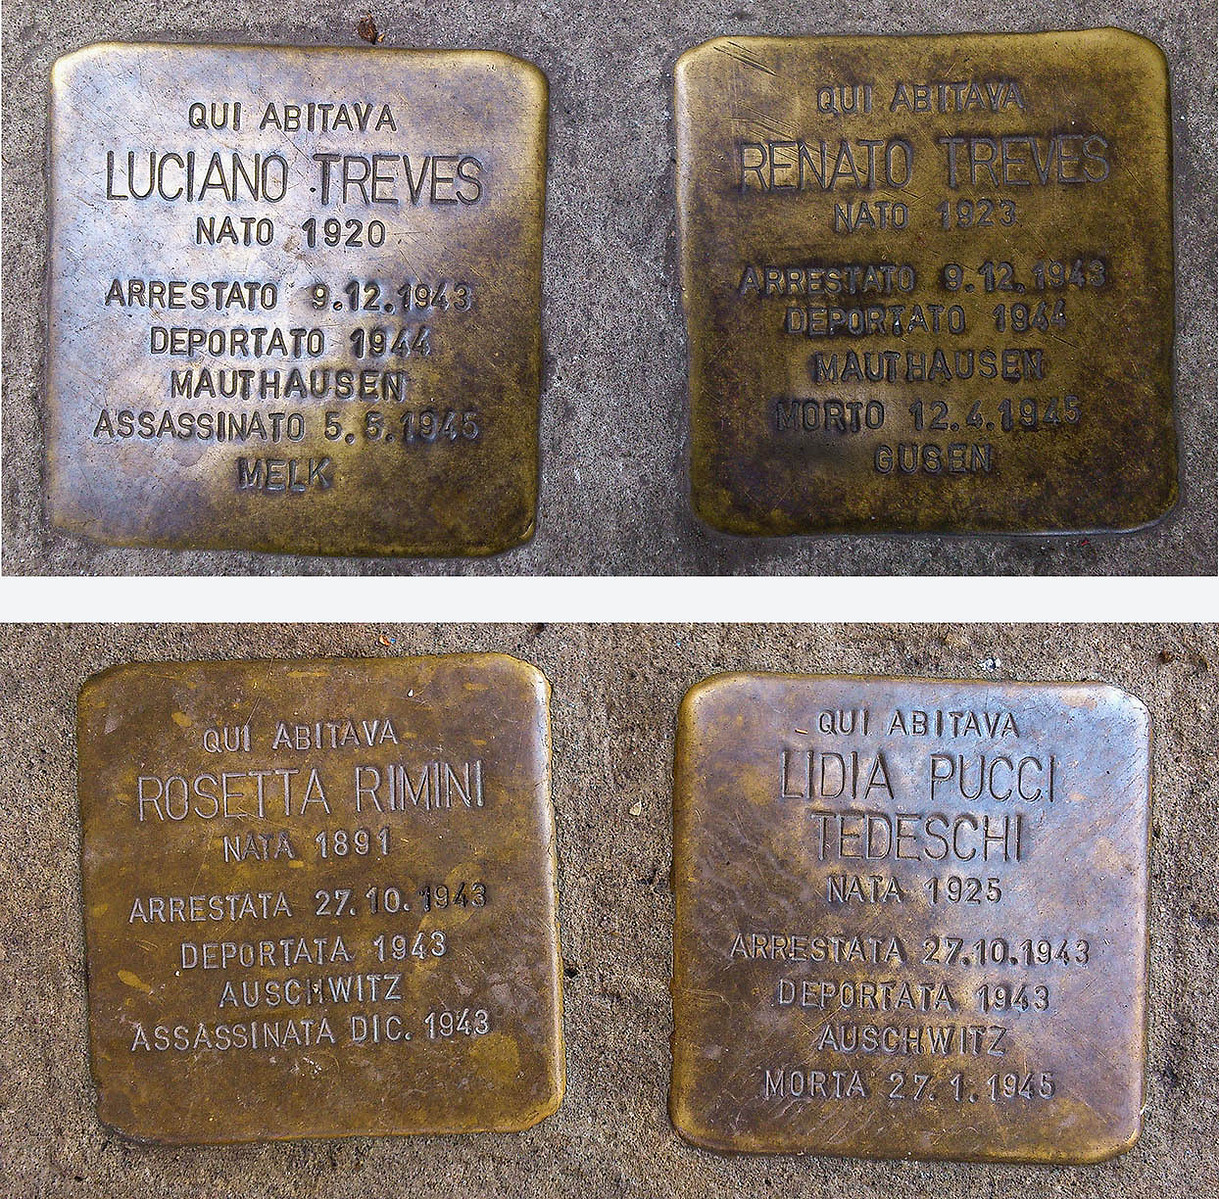 QUI ABITAVA
LUCIANO TREVES
NATO 1920
ARRESTATO 9.12.1943
DEPORTATO 1944
MAUTHAUSEN
ASSASSINATO 5.5.1945
MELK
QUI ABITAVA
RENATO TREVES
NATO 1923
ARRESTATO 9.12.1943
DEPORTATO 1944
MAUTHAUSEN
MORTO 12.4.1945
GUSEN
QUI ABITAVA
ROSETTA RIMINI
NATA 1891
ARRESTATA 27.10.1943
DEPORTATA 1943
AUSCHWITZ
ASSASSINATA DIC. 1943
QUI ABITAVA
LIDIA PUCCI
TEDESCHI
NATA 1925
ARRESTATA 27.10.1943
DEPORTATA 1943
AUSCHWITZ
MORTA 27.1.1945